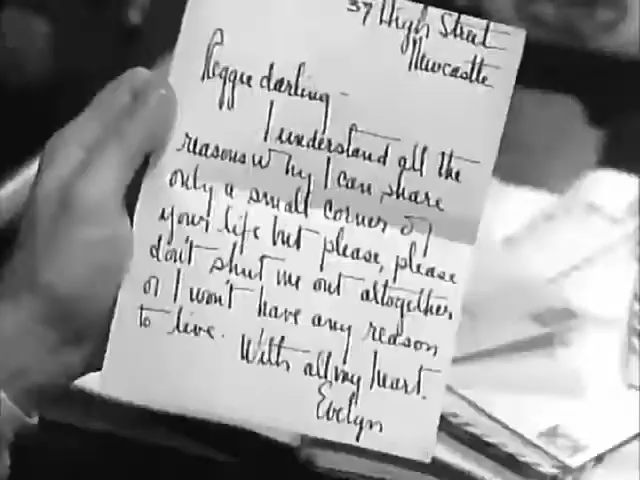 37 High Street
Newcastle
Reggie darling -
I understand all the
reasons why I can share
only a small corner of
your life but please, please
don't shut me out altogether,
or I won't have any reason
to live.
With all my heart.
Evelyn